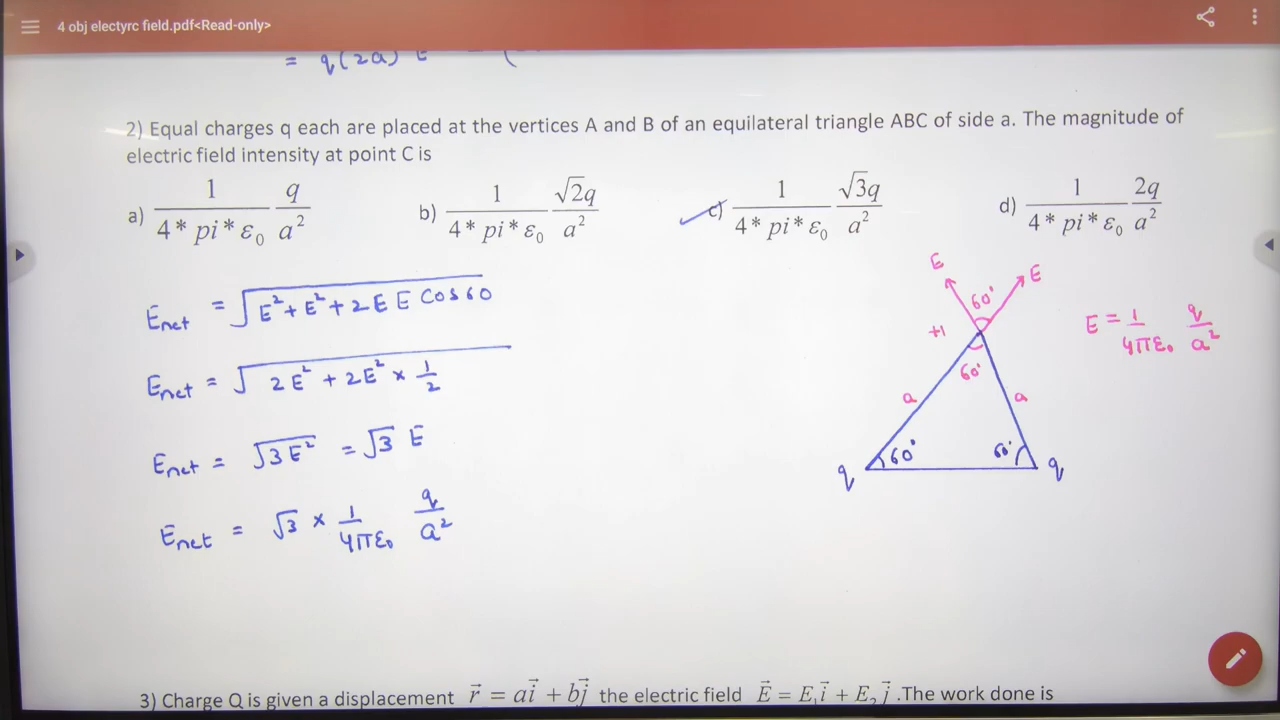 4 obj electyrc field.pdf<Read-only>
= q(2a) E
2) Equal charges q each are placed at the vertices A and B of an equilateral triangle ABC of side a. The magnitude of
electric field intensity at point C is
a) 1/(4* pi* ε₀) q/a² b) 1/(4* pi* ε₀) √2q/a² c) 1/(4* pi* ε₀) √3q/a² d) 1/(4* pi* ε₀) 2q/a²
E E
60°
E_net = √(E² + E² + 2 E E Cos 60)
+1
E = 1/(4πε₀) q/a²
60°
E_net = √(2E² + 2E² × 1/2)
a a
E_net = √(3E²) = √3 E
60° 60°
q q
E_net = √3 × 1/(4πε₀) q/a²
3) Charge Q is given a displacement r⃗ = ai⃗ + bj⃗ the electric field E⃗ = E₁i⃗ + E₂j⃗ .The work done is